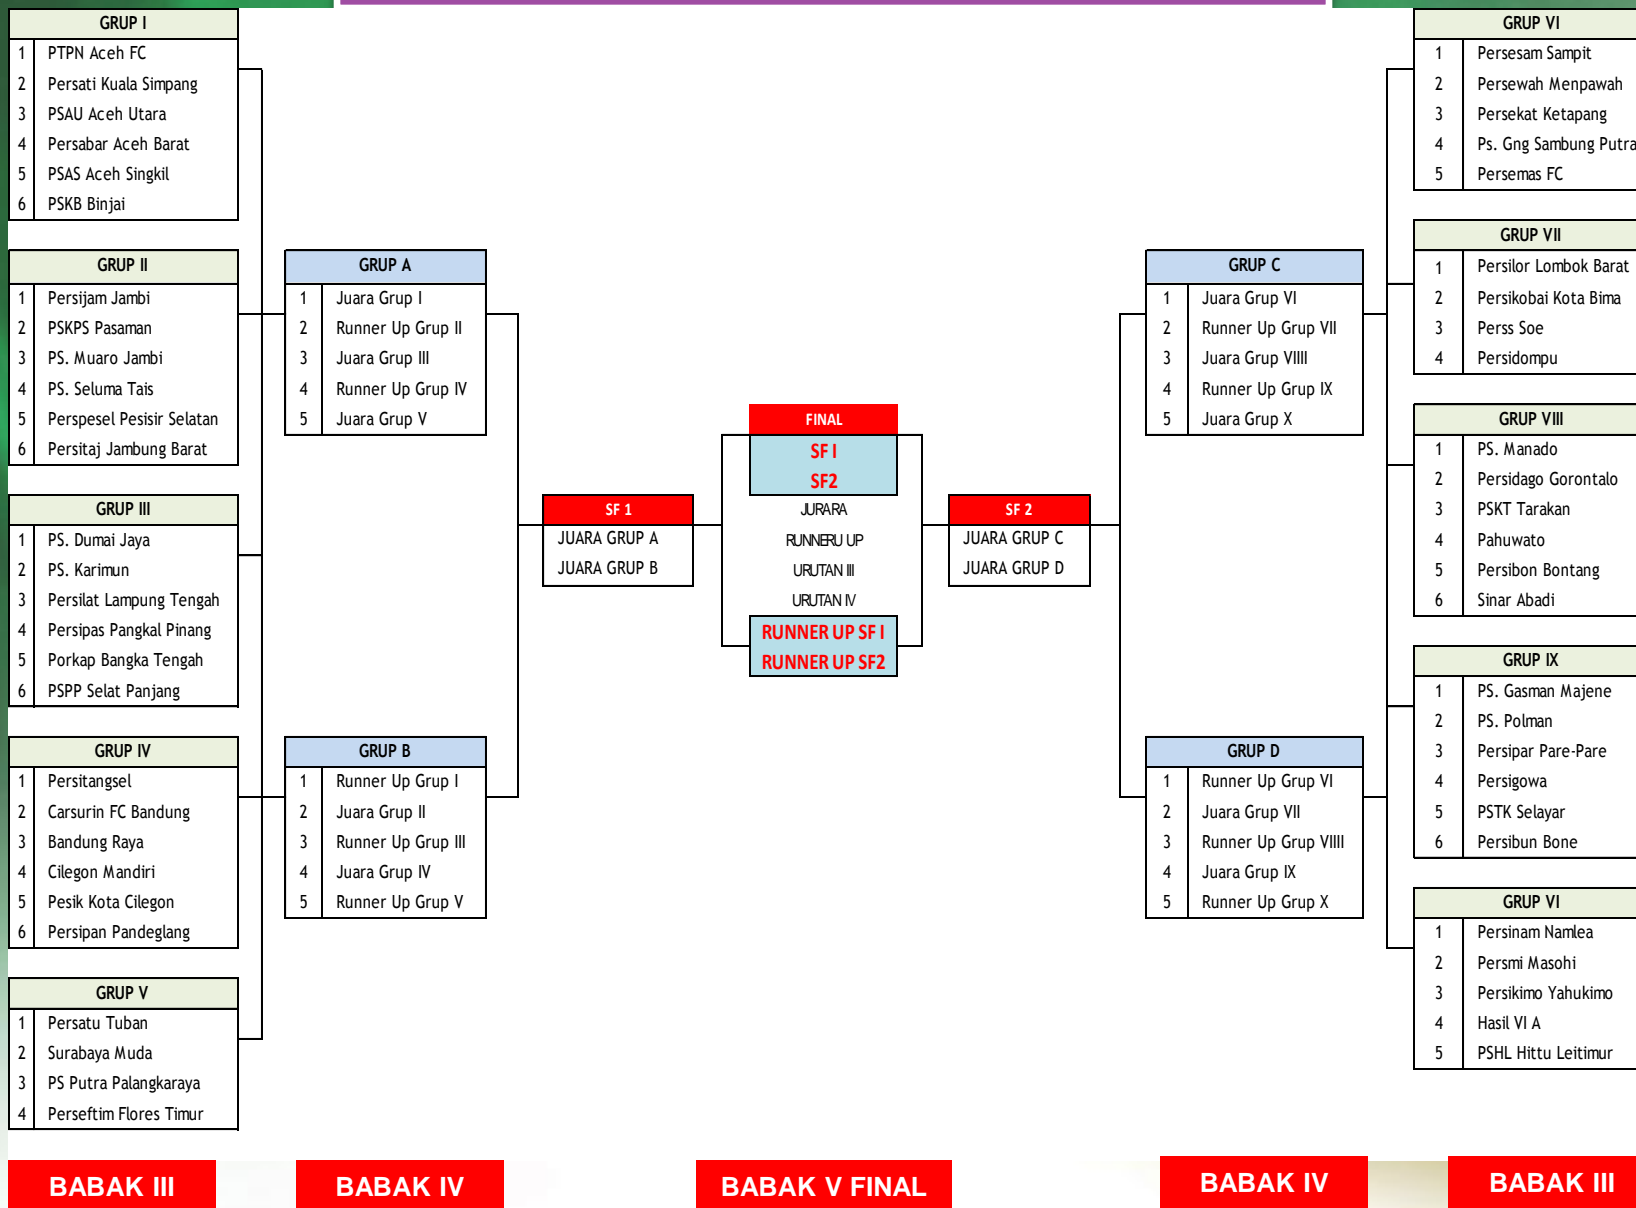 GRUP I
1 PTPN Aceh FC
2 Persati Kuala Simpang
3 PSAU Aceh Utara
4 Persabar Aceh Barat
5 PSAS Aceh Singkil
6 PSKB Binjai
GRUP II
1 Persijam Jambi
2 PSKPS Pasaman
3 PS. Muaro Jambi
4 PS. Seluma Tais
5 Perspesel Pesisir Selatan
6 Persitaj Jambung Barat
GRUP III
1 PS. Dumai Jaya
2 PS. Karimun
3 Persilat Lampung Tengah
4 Persipas Pangkal Pinang
5 Porkap Bangka Tengah
6 PSPP Selat Panjang
GRUP IV
1 Persitangsel
2 Carsurin FC Bandung
3 Bandung Raya
4 Cilegon Mandiri
5 Pesik Kota Cilegon
6 Persipan Pandeglang
GRUP V
1 Persatu Tuban
2 Surabaya Muda
3 PS Putra Palangkaraya
4 Perseftim Flores Timur
GRUP A
1 Juara Grup I
2 Runner Up Grup II
3 Juara Grup III
4 Runner Up Grup IV
5 Juara Grup V
GRUP B
1 Runner Up Grup I
2 Juara Grup II
3 Runner Up Grup III
4 Juara Grup IV
5 Runner Up Grup V
SF 1
JUARA GRUP A
JUARA GRUP B
FINAL
SF I
SF2
JURARA
RUNNERU UP
URUTAN III
URUTAN IV
RUNNER UP SF I
RUNNER UP SF2
SF 2
JUARA GRUP C
JUARA GRUP D
GRUP C
1 Juara Grup VI
2 Runner Up Grup VII
3 Juara Grup VIIII
4 Runner Up Grup IX
5 Juara Grup X
GRUP D
1 Runner Up Grup VI
2 Juara Grup VII
3 Runner Up Grup VIIII
4 Juara Grup IX
5 Runner Up Grup X
GRUP VI
1 Persesam Sampit
2 Persewah Menpawah
3 Persekat Ketapang
4 Ps. Gng Sambung Putra
5 Persemas FC
GRUP VII
1 Persilor Lombok Barat
2 Persikobai Kota Bima
3 Perss Soe
4 Persidompu
GRUP VIII
1 PS. Manado
2 Persidago Gorontalo
3 PSKT Tarakan
4 Pahuwato
5 Persibon Bontang
6 Sinar Abadi
GRUP IX
1 PS. Gasman Majene
2 PS. Polman
3 Persipar Pare-Pare
4 Persigowa
5 PSTK Selayar
6 Persibun Bone
GRUP VI
1 Persinam Namlea
2 Persmi Masohi
3 Persikimo Yahukimo
4 Hasil VI A
5 PSHL Hittu Leitimur
BABAK III
BABAK IV
BABAK V FINAL
BABAK IV
BABAK III